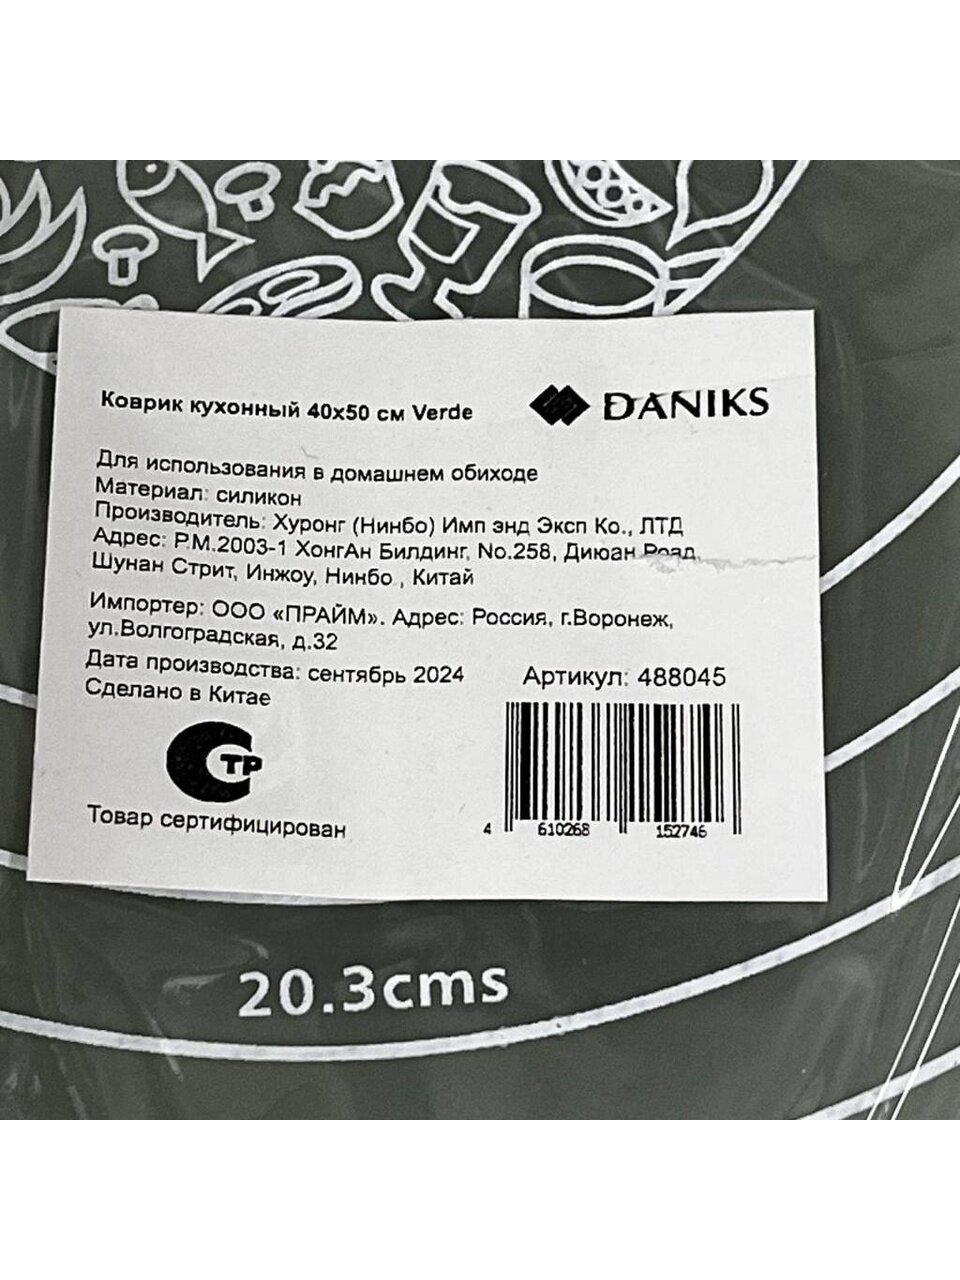 Коврик кухонный 40x50 см Verde
DANIKS
Для использования в домашнем обиходе
Материал: силикон
Производитель: Хуронг (Нинбо) Имп энд Эксп Ко., ЛТД
Адрес: Р.М.2003-1 ХонгАн Билдинг, No.258, Диюан Роад,
Шунан Стрит, Инжоу, Нинбо , Китай
Импортер: ООО «ПРАЙМ». Адрес: Россия, г.Воронеж,
ул.Волгоградская, д.32
Дата производства: сентябрь 2024
Сделано в Китае
Артикул: 488045
СТР
Товар сертифицирован
4 610268 152746
20.3cms